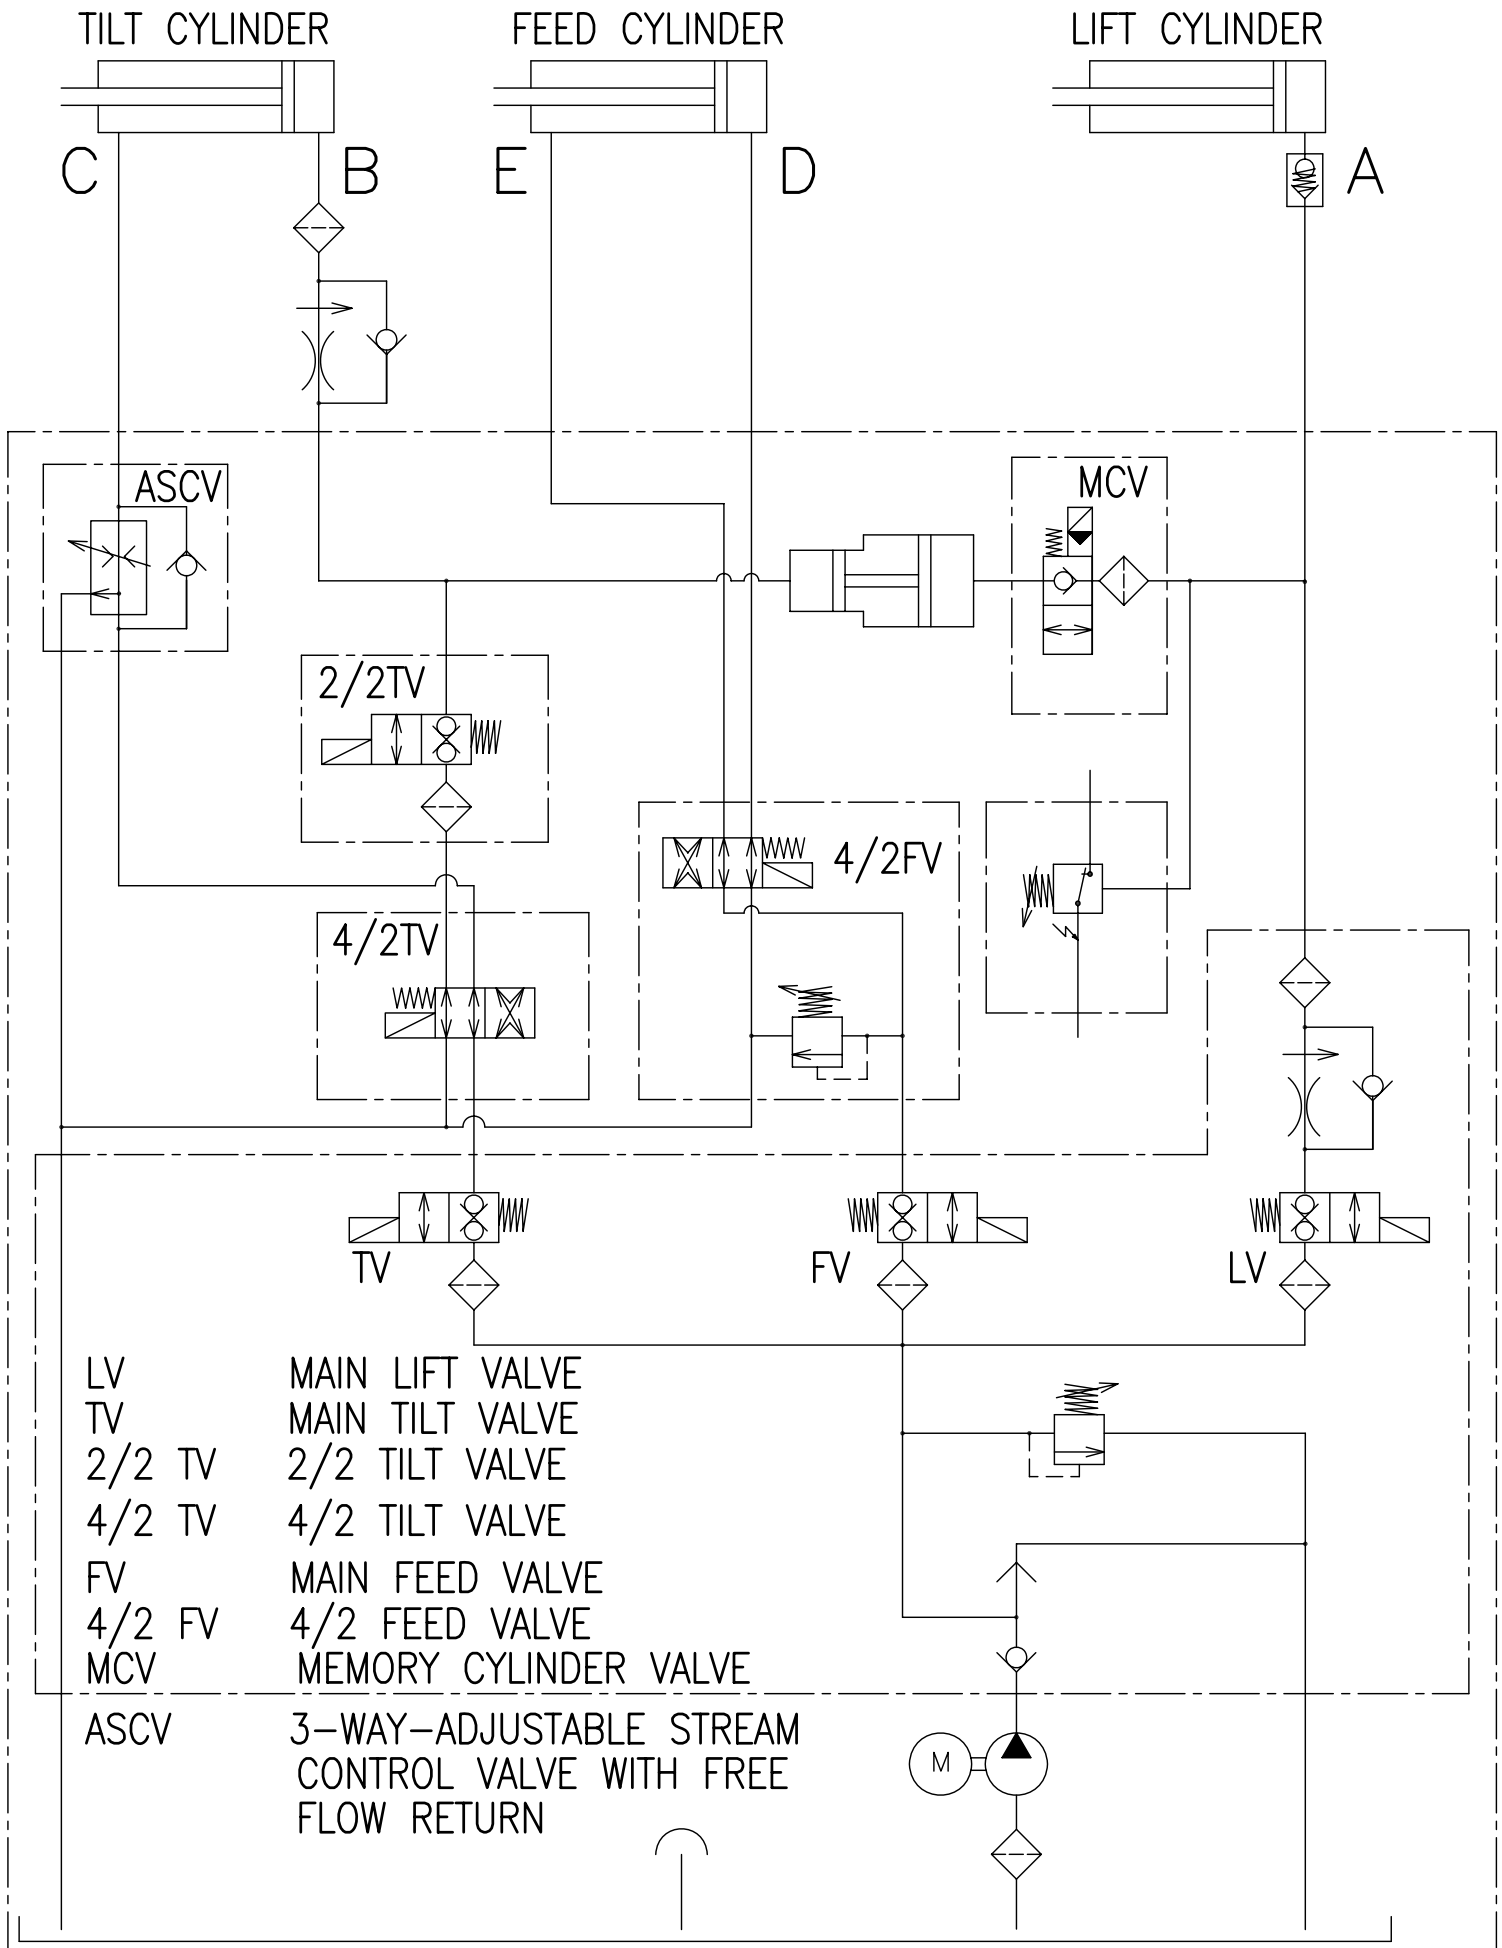 TILT CYLINDER
FEED CYLINDER
LIFT CYLINDER
C
B
E
D
A
ASCV
MCV
2/2TV
4/2FV
4/2TV
TV
FV
LV
LV MAIN LIFT VALVE
TV MAIN TILT VALVE
2/2 TV 2/2 TILT VALVE
4/2 TV 4/2 TILT VALVE
FV MAIN FEED VALVE
4/2 FV 4/2 FEED VALVE
MCV MEMORY CYLINDER VALVE
ASCV 3-WAY-ADJUSTABLE STREAM
CONTROL VALVE WITH FREE
FLOW RETURN
M